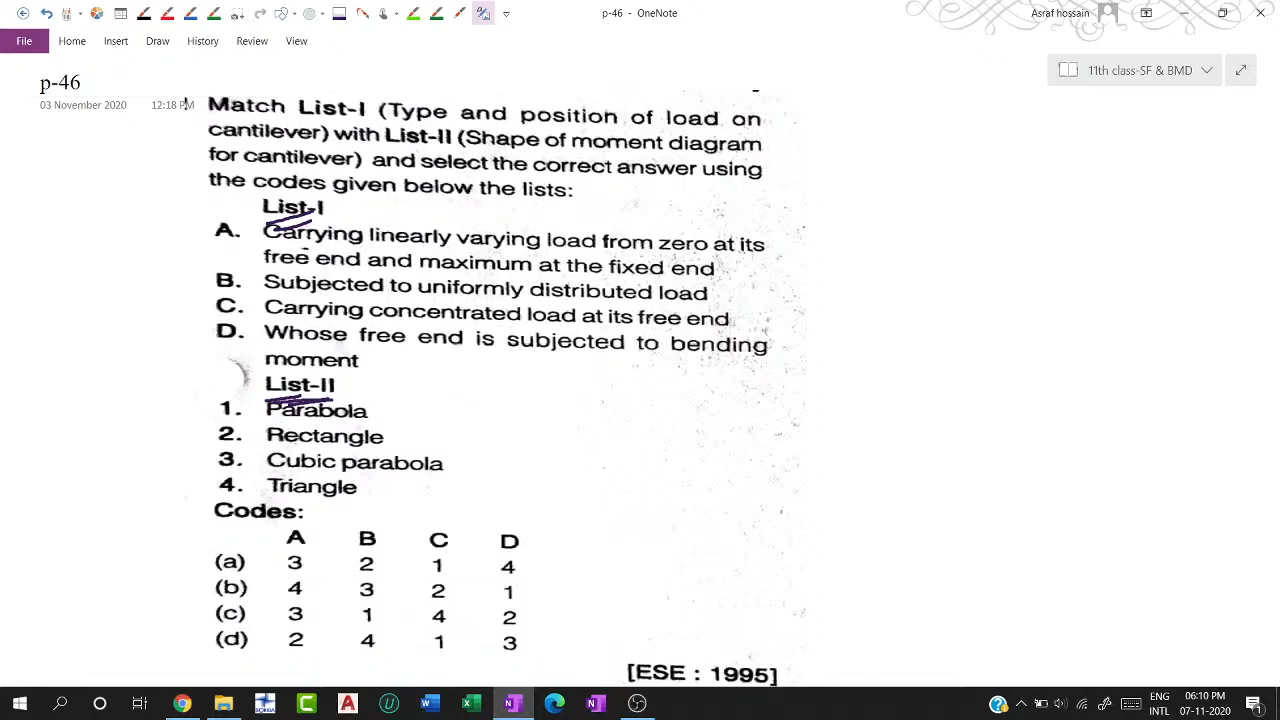 p-46 - OneNote
Asraf hossain
File Home Insert Draw History Review View
11th class-SF & BMD
p-46
03 November 2020 12:18 PM
Match List-I (Type and position of load on
cantilever) with List-II (Shape of moment diagram
for cantilever) and select the correct answer using
the codes given below the lists:
List-I
A. Carrying linearly varying load from zero at its
free end and maximum at the fixed end
B. Subjected to uniformly distributed load
C. Carrying concentrated load at its free end
D. Whose free end is subjected to bending
moment
List-II
1. Parabola
2. Rectangle
3. Cubic parabola
4. Triangle
Codes:
A B C D
(a) 3 2 1 4
(b) 4 3 2 1
(c) 3 1 4 2
(d) 2 4 1 3
[ESE : 1995]
ENG 06:10 PM
INTL 07-11-2020